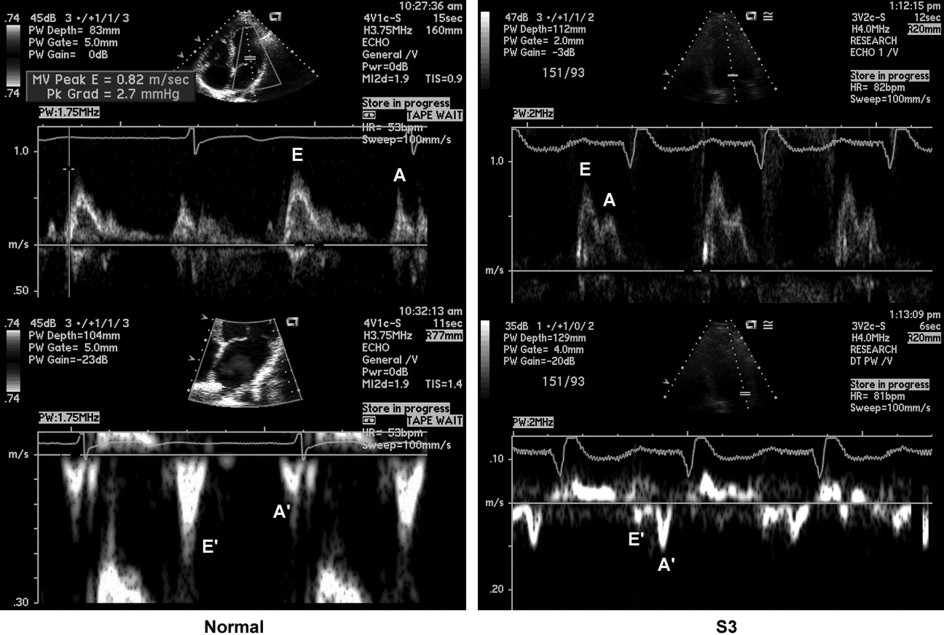 10:27:36 am
45dB 3 •/+1/1/3
PW Depth= 83mm
PW Gate= 5.0mm
PW Gain= 0dB
4V1c-S 15sec
H3.75MHz 160mm
ECHO
General /V
Pwr=0dB
MI2d=1.9 TIS=0.9
.74
.74
MV Peak E = 0.82 m/sec
Pk Grad = 2.7 mmHg
Store in progress
TAPE WAIT
HR= 53bpm
Sweep=100mm/s
PW:1.75MHz
1.0
E
A
m/s
.50
10:32:13 am
45dB 3 •/+1/1/3
PW Depth=104mm
PW Gate= 5.0mm
PW Gain=-23dB
4V1c-S 11sec
H3.75MHz R77mm
ECHO
General /V
Pwr=0dB
MI2d=1.9 TIS=1.4
.74
.74
Store in progress
TAPE WAIT
HR= 53bpm
Sweep=100mm/s
PW:1.75MHz
m/s
A'
E'
.30
Normal
1:12:15 pm
47dB 3 •/1/1/2
PW Depth=112mm
PW Gate= 2.0mm
PW Gain= -3dB
151/93
3V2c-S 12sec
H4.0MHz R20mm
RESEARCH
ECHO 1 /V
Store in progress
HR= 82bpm
Sweep=100mm/s
PW:2MHz
1.0
E
A
m/s
1:13:09 pm
35dB 1 •/+1/0/2
PW Depth=129mm
PW Gate= 4.0mm
PW Gain=-20dB
151/93
3V2c-S 6sec
H4.0MHz R20mm
RESEARCH
DT PW /V
Store in progress
HR= 81bpm
Sweep=100mm/s
PW:2MHz
.10
m/s
E'
A'
.20
S3